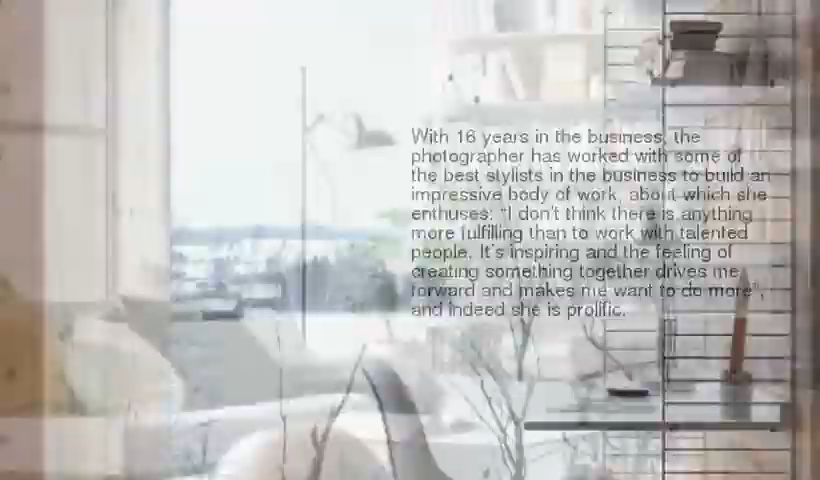 With 16 years in the business, the
photographer has worked with some of
the best stylists in the business to build an
impressive body of work, about which she
enthuses: "I don't think there is anything
more fulfilling than to work with talented
people. It's inspiring and the feeling of
creating something together drives me
forward and makes me want to do more",
and indeed she is prolific.